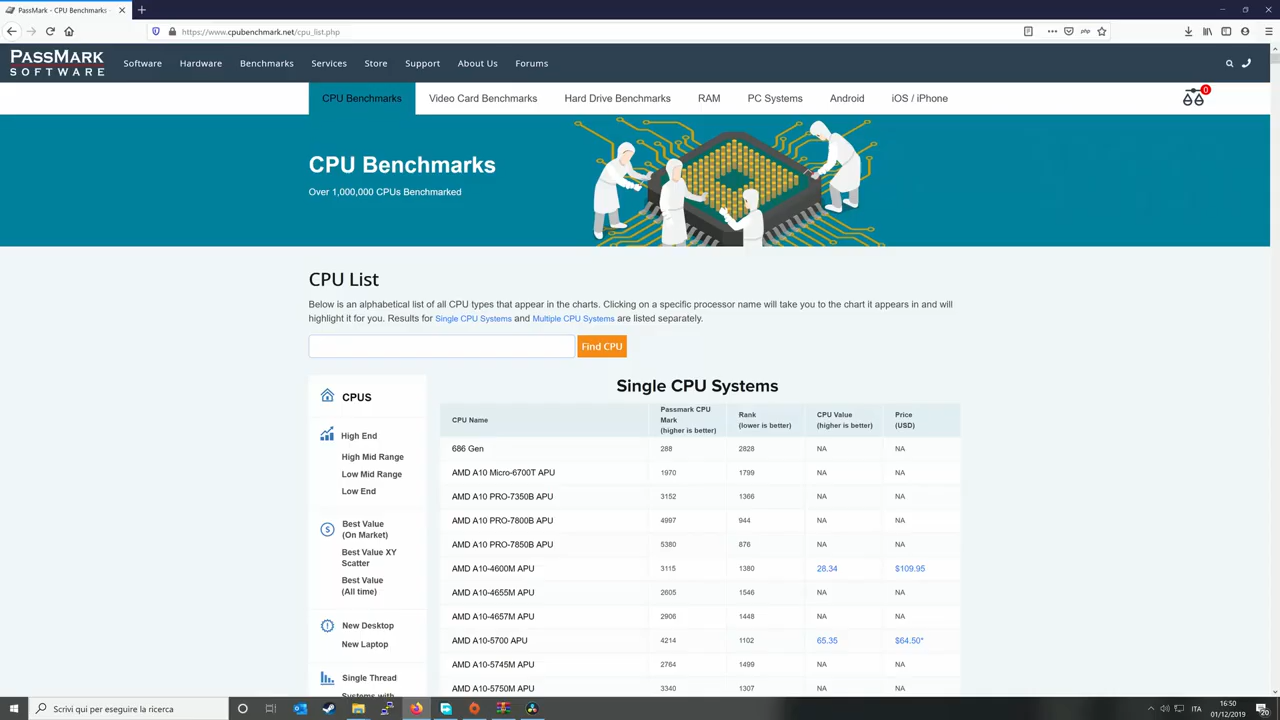 PassMark - CPU Benchmarks
https://www.cpubenchmark.net/cpu_list.php
php
PASSMARK
SOFTWARE
Software Hardware Benchmarks Services Store Support About Us Forums
CPU Benchmarks Video Card Benchmarks Hard Drive Benchmarks RAM PC Systems Android iOS / iPhone
0
CPU Benchmarks
Over 1,000,000 CPUs Benchmarked
CPU List
Below is an alphabetical list of all CPU types that appear in the charts. Clicking on a specific processor name will take you to the chart it appears in and will
highlight it for you. Results for Single CPU Systems and Multiple CPU Systems are listed separately.
Find CPU
CPUS
High End
High Mid Range
Low Mid Range
Low End
Best Value
(On Market)
Best Value XY
Scatter
Best Value
(All time)
New Desktop
New Laptop
Single Thread
Systems with
Single CPU Systems
CPU Name Passmark CPU Mark (higher is better) Rank (lower is better) CPU Value (higher is better) Price (USD)
686 Gen 288 2828 NA NA
AMD A10 Micro-6700T APU 1970 1799 NA NA
AMD A10 PRO-7350B APU 3152 1366 NA NA
AMD A10 PRO-7800B APU 4997 944 NA NA
AMD A10 PRO-7850B APU 5380 876 NA NA
AMD A10-4600M APU 3115 1380 28.34 $109.95
AMD A10-4655M APU 2605 1546 NA NA
AMD A10-4657M APU 2906 1448 NA NA
AMD A10-5700 APU 4214 1102 65.35 $64.50*
AMD A10-5745M APU 2764 1499 NA NA
AMD A10-5750M APU 3340 1307 NA NA
Scrivi qui per eseguire la ricerca
ITA
16:50
01/12/2019
20